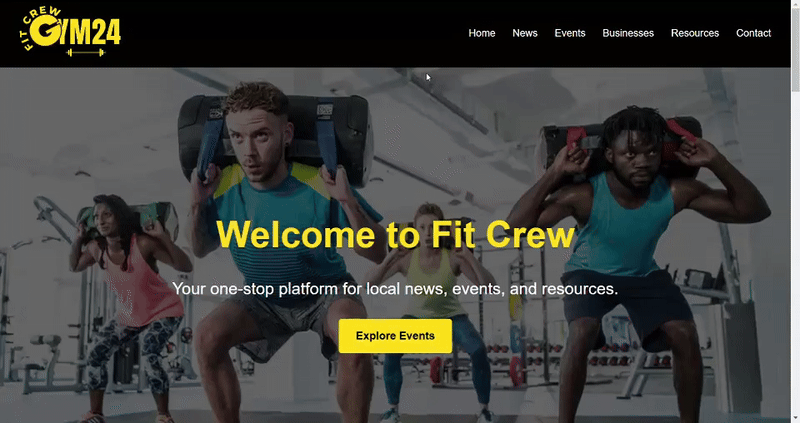 FIT CREW
GYM24
Home
News
Events
Businesses
Resources
Contact
Welcome to Fit Crew
Your one-stop platform for local news, events, and resources.
Explore Events